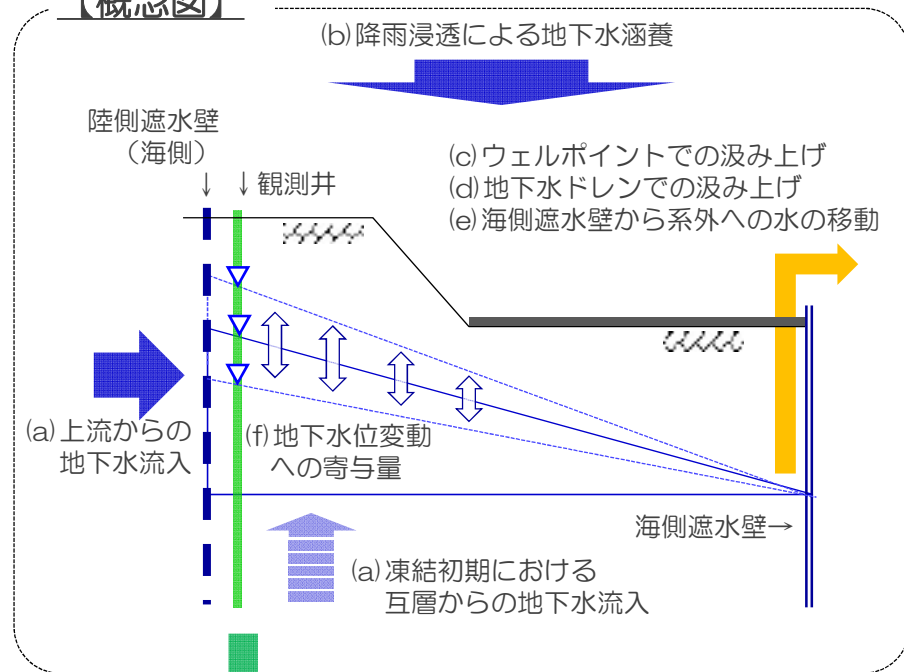 【概念図】
(b)降雨浸透による地下水涵養
陸側遮水壁
（海側）
↓ ↓観測井
(c)ウェルポイントでの汲み上げ
(d)地下水ドレンでの汲み上げ
(e)海側遮水壁から系外への水の移動
(a)上流からの
地下水流入
(f)地下水位変動
への寄与量
海側遮水壁→
(a)凍結初期における
互層からの地下水流入